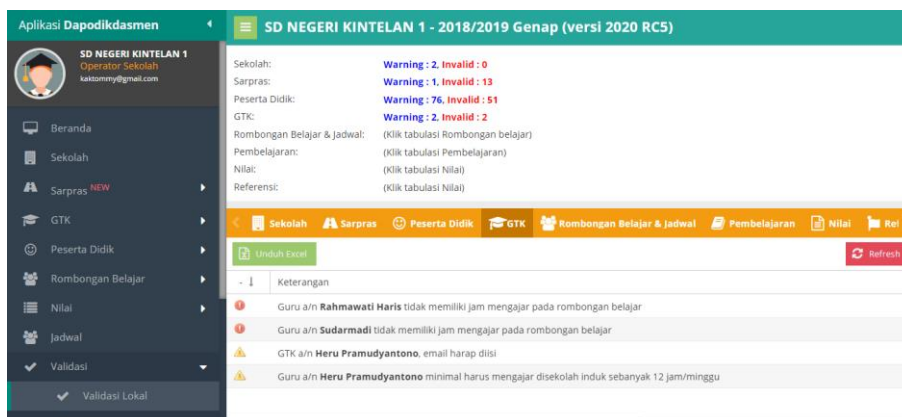 Aplikasi Dapodikdasmen
SD NEGERI KINTELAN 1 - 2018/2019 Genap (versi 2020 RC5)
SD NEGERI KINTELAN 1
Operator Sekolah
kaktommy@gmail.com
Beranda
Sekolah
Sarpras NEW
GTK
Peserta Didik
Rombongan Belajar
Nilai
Jadwal
Validasi
Validasi Lokal
Sekolah: Warning : 2, Invalid : 0
Sarpras: Warning : 1, Invalid : 13
Peserta Didik: Warning : 76, Invalid : 51
GTK: Warning : 2, Invalid : 2
Rombongan Belajar & Jadwal: (Klik tabulasi Rombongan belajar)
Pembelajaran: (Klik tabulasi Pembelajaran)
Nilai: (Klik tabulasi Nilai)
Referensi: (Klik tabulasi Nilai)
Sekolah Sarpras Peserta Didik GTK Rombongan Belajar & Jadwal Pembelajaran Nilai Rel
Unduh Excel Refresh
Keterangan
Guru a/n Rahmawati Haris tidak memiliki jam mengajar pada rombongan belajar
Guru a/n Sudarmadi tidak memiliki jam mengajar pada rombongan belajar
GTK a/n Heru Pramudyantono, email harap diisi
Guru a/n Heru Pramudyantono minimal harus mengajar disekolah induk sebanyak 12 jam/minggu